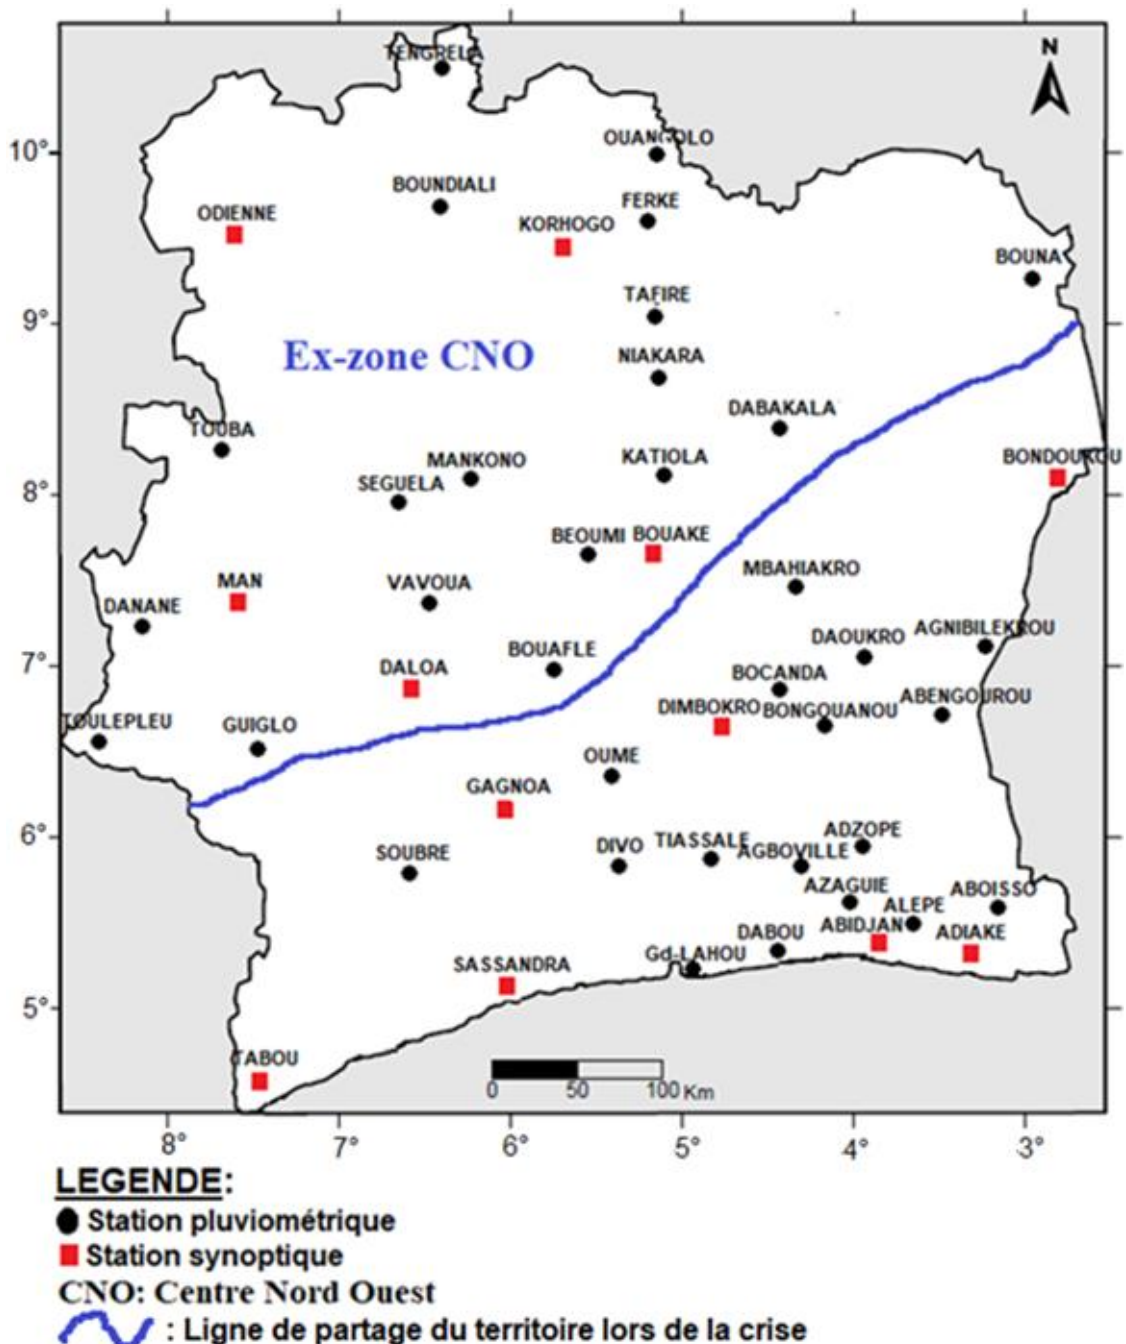 N
TENGRELA
OUANGOLO
10°
BOUNDIALI
FERKE
ODIENNE
KORHOGO
BOUNA
TAFIRE
9°
Ex-zone CNO
NIAKARA
DABAKALA
TOUBA
MANKONO
KATIOLA
BONDOUKOU
SEGUELA
8°
BEOUMI
BOUAKE
MBAHIAKRO
MAN
VAVOUA
DANANE
DAOUKRO
AGNIBILEKROU
BOUAFLE
7°
DALOA
BOCANDA
ABENGOUROU
DIMBOKRO
BONGOUANOU
TOULEPLEU
GUIGLO
OUME
GAGNOA
6°
ADZOPE
SOUBRE
DIVO
TIASSALE
AGBOVILLE
AZAGUIE
ABOISSO
ALEPE
ABIDJAN
ADIAKE
DABOU
Gd-LAHOU
SASSANDRA
5°
TABOU
0 50 100 Km
8° 7° 6° 5° 4° 3°
LEGENDE:
Station pluviométrique
Station synoptique
CNO: Centre Nord Ouest
: Ligne de partage du territoire lors de la crise